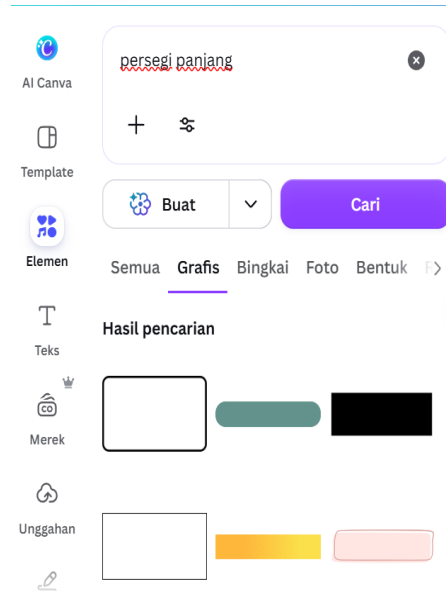 AI Canva
Template
Elemen
Teks
Merek
Unggahan
persegi panjang
Buat
Cari
Semua Grafis Bingkai Foto Bentuk
Hasil pencarian